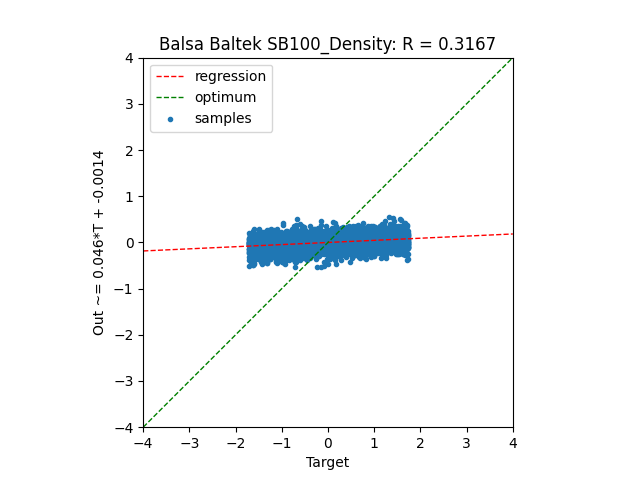 Balsa Baltek SB100_Density: R = 0.3167
regression
optimum
samples
Out ~= 0.046*T + -0.0014
4
3
2
1
0
−1
−2
−3
−4
−4 −3 −2 −1 0 1 2 3 4
Target